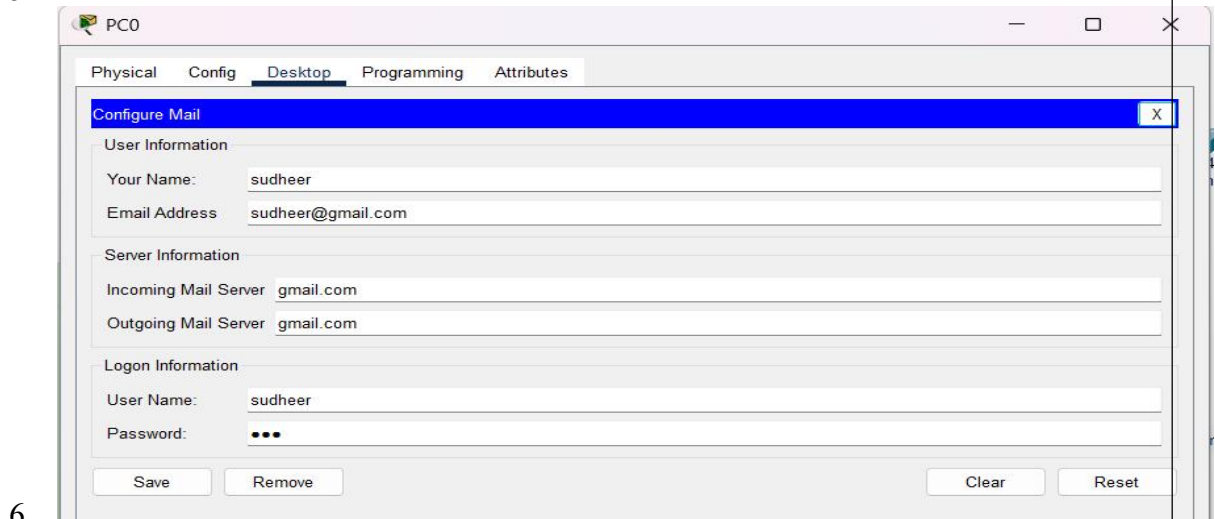 PC0
Physical Config Desktop Programming Attributes
Configure Mail X
User Information
Your Name: sudheer
Email Address sudheer@gmail.com
Server Information
Incoming Mail Server gmail.com
Outgoing Mail Server gmail.com
Logon Information
User Name: sudheer
Password: •••
Save Remove Clear Reset
6